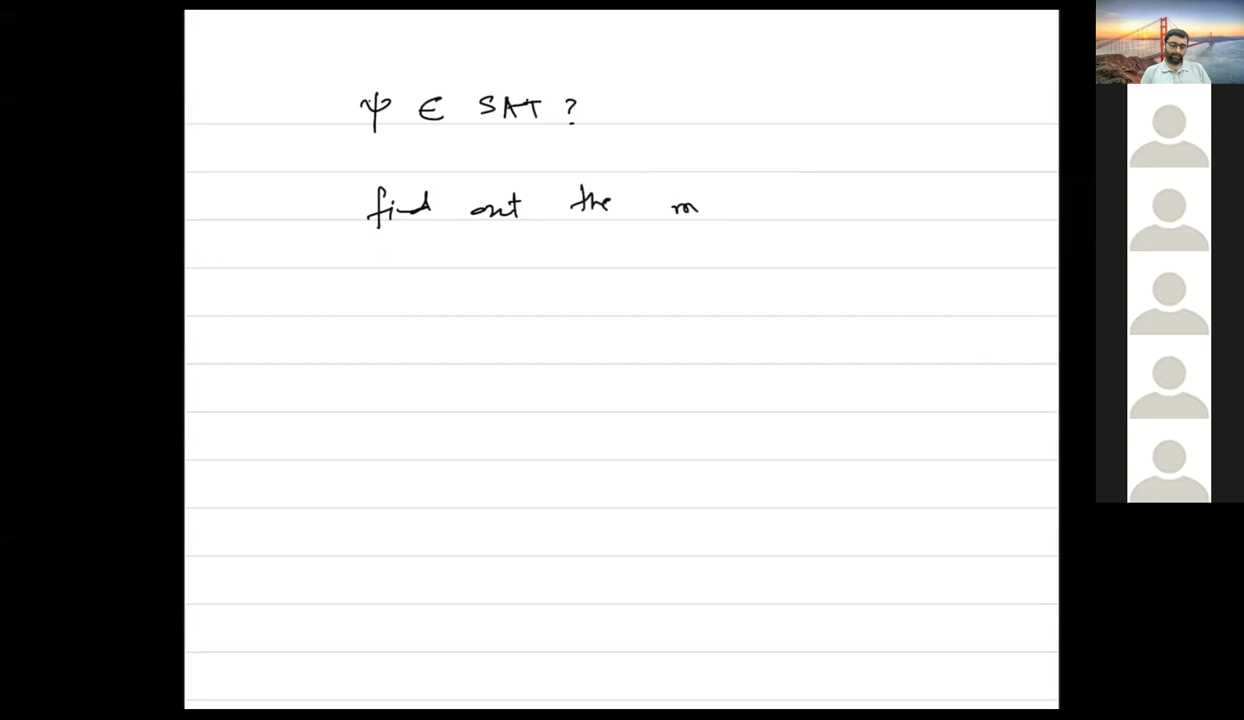 ψ ∈ SAT ?
find out the m